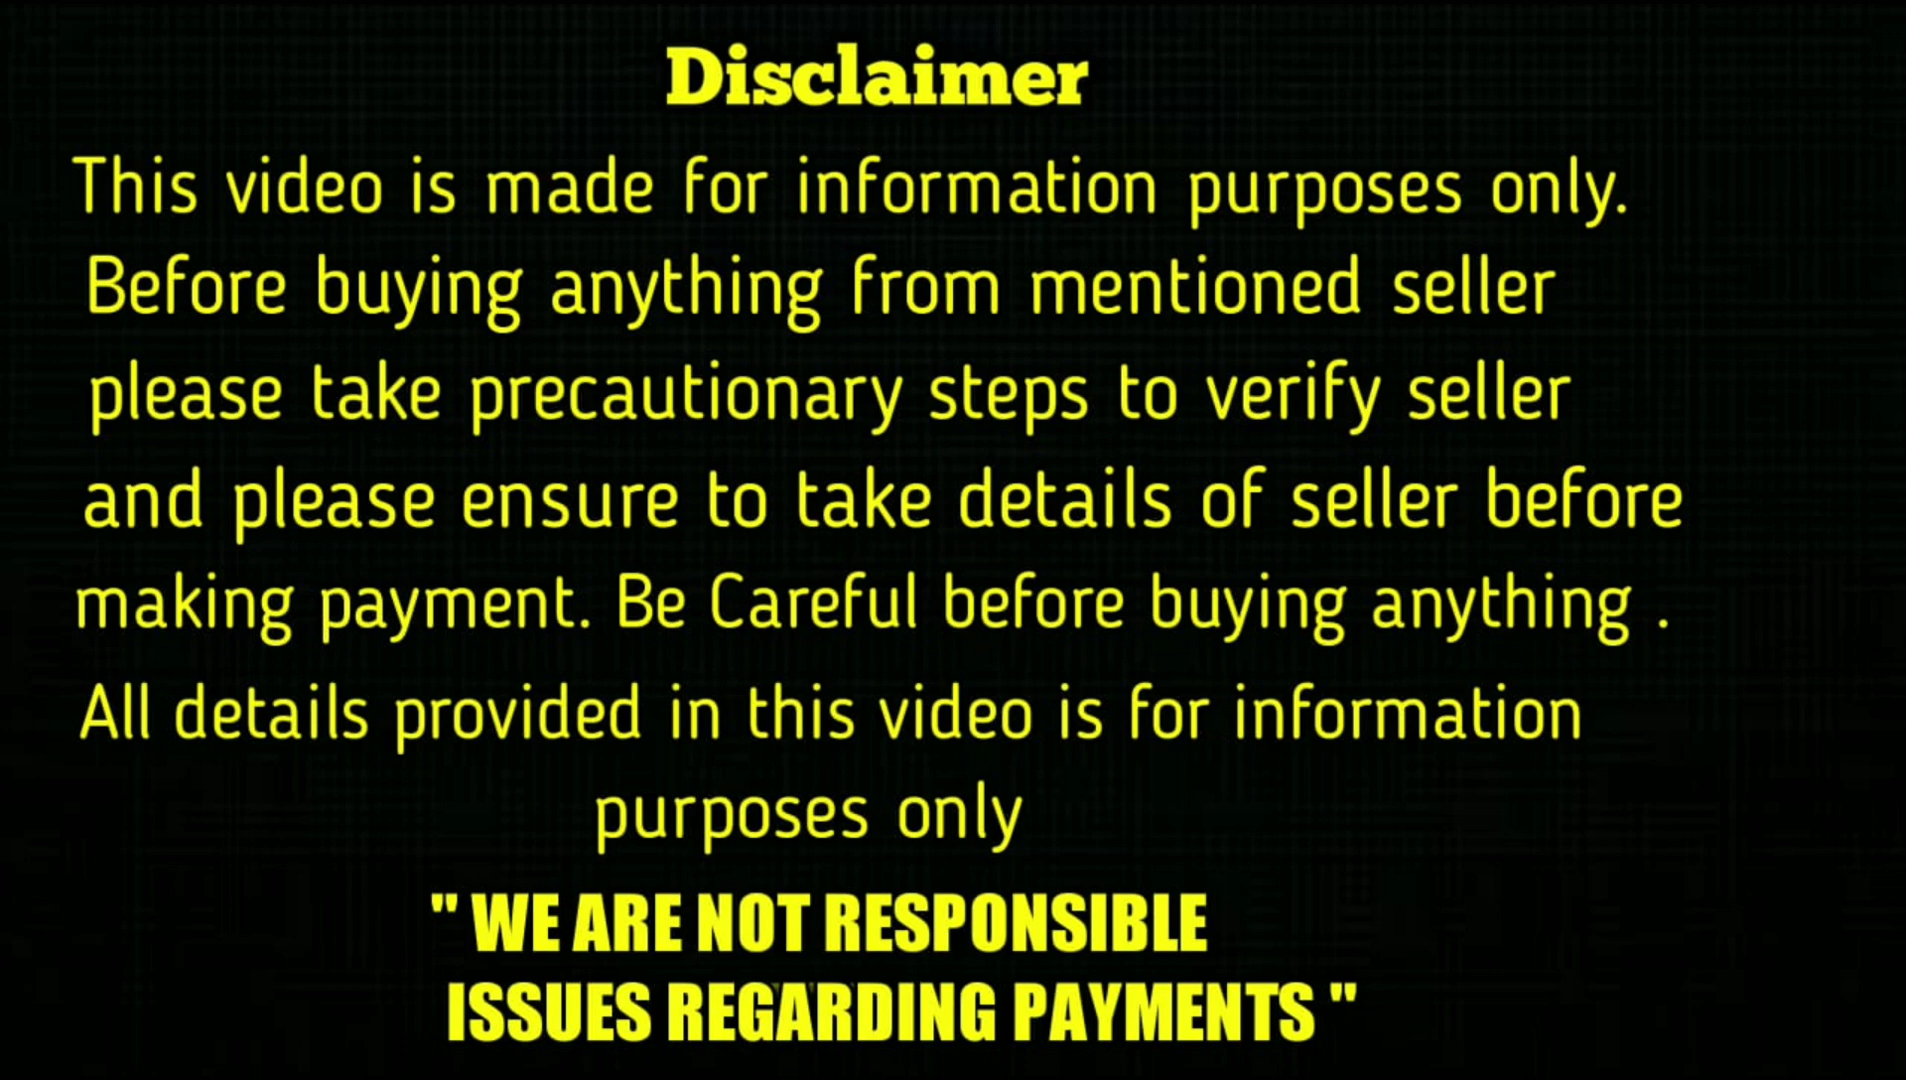 Disclaimer
This video is made for information purposes only.
Before buying anything from mentioned seller
please take precautionary steps to verify seller
and please ensure to take details of seller before
making payment. Be Careful before buying anything .
All details provided in this video is for information
purposes only
" WE ARE NOT RESPONSIBLE
ISSUES REGARDING PAYMENTS "